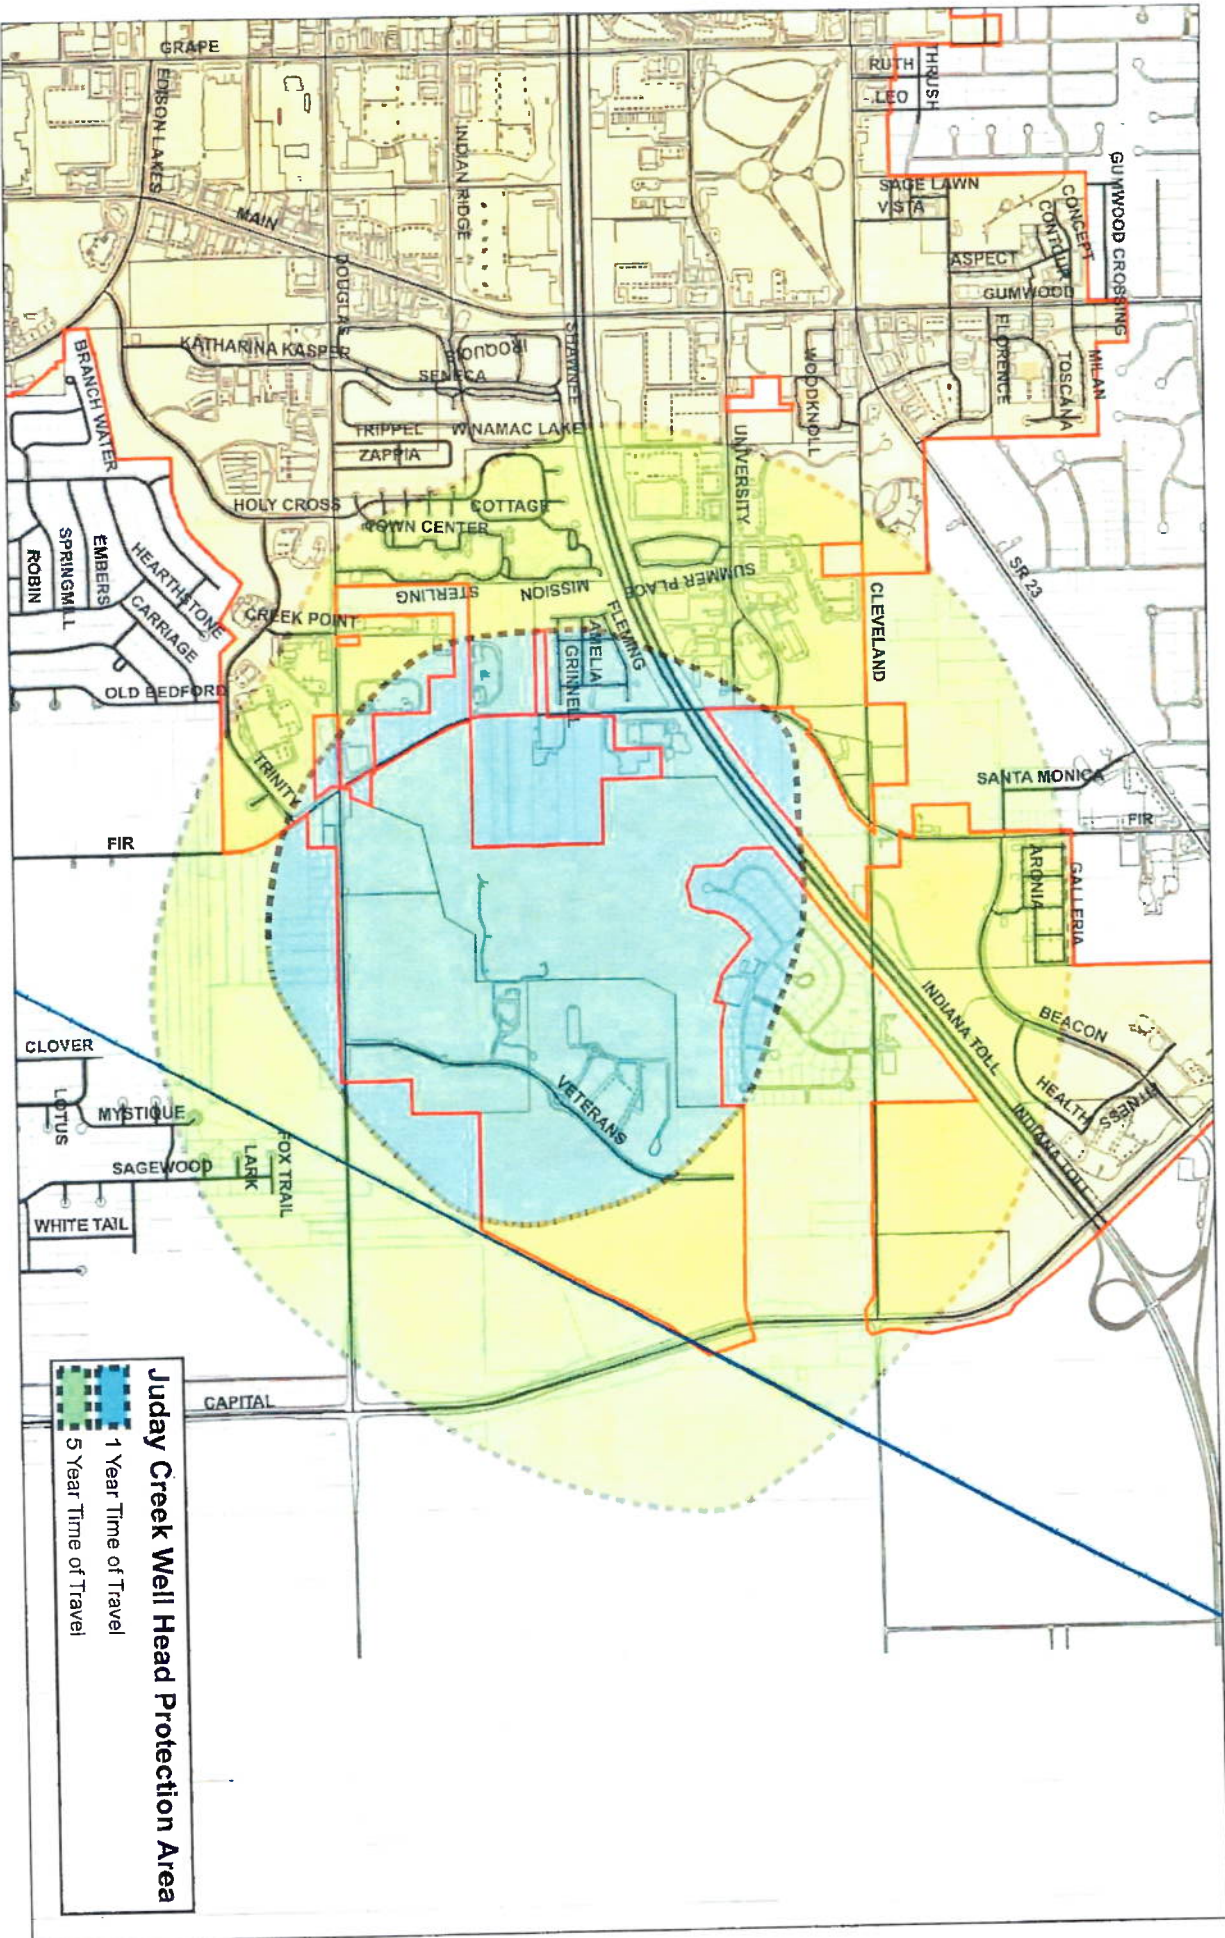 GRAPE
EDISON LAKES
MAIN
INDIAN RIDGE
DOUGLAS
KATHARINA KASPER
SENECA
IROQUOIS
SHAWNEE
TRIPPEL
WINAMAC LAKE
ZAPPIA
BRANCH WATER
HOLY CROSS
COTTAGE
TOWN CENTER
RUTH
LEO
THRUSH
SAGE LAWN
VISTA
ASPECT
CONCEPT
GUMWOOD CROSSING
GUMWOOD
FLORENCE
TOSCANA
MILAN
WOODKNOLL
UNIVERSITY
SR 23
CLEVELAND
SUMMER PLACE
MISSION
STERLING
FLEMING
AMELIA
GRINNELL
CREEK POINT
HEARTHSTONE
CARRIAGE
EMBERS
SPRINGMILL
ROBIN
OLD BEDFORD
TRINITY
FIR
SANTA MONICA
FIR
ARONIA
GALLERIA
INDIANA TOLL
BEACON
HEALTH
FITNESS
INDIANA TOLL
VETERANS
CLOVER
LOTUS
MYSTIQUE
SAGEWOOD
LARK
FOX TRAIL
WHITE TAIL
CAPITAL
Juday Creek Well Head Protection Area
1 Year Time of Travel
5 Year Time of Travel